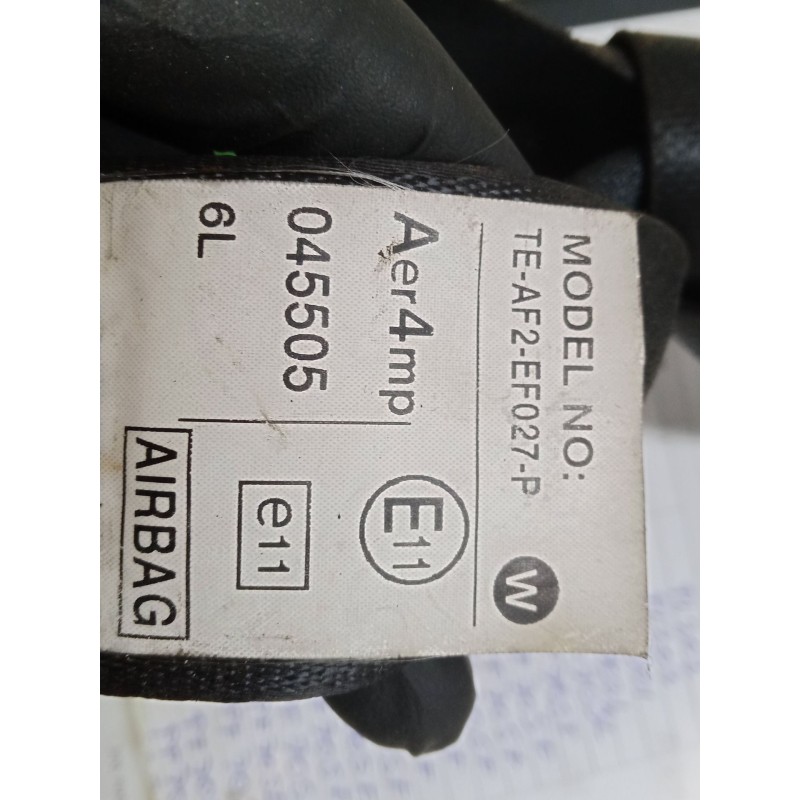 MODEL NO:
TE-AF2-EF027-P
W
Aer4mp
E11
045505
e11
6L
AIRBAG